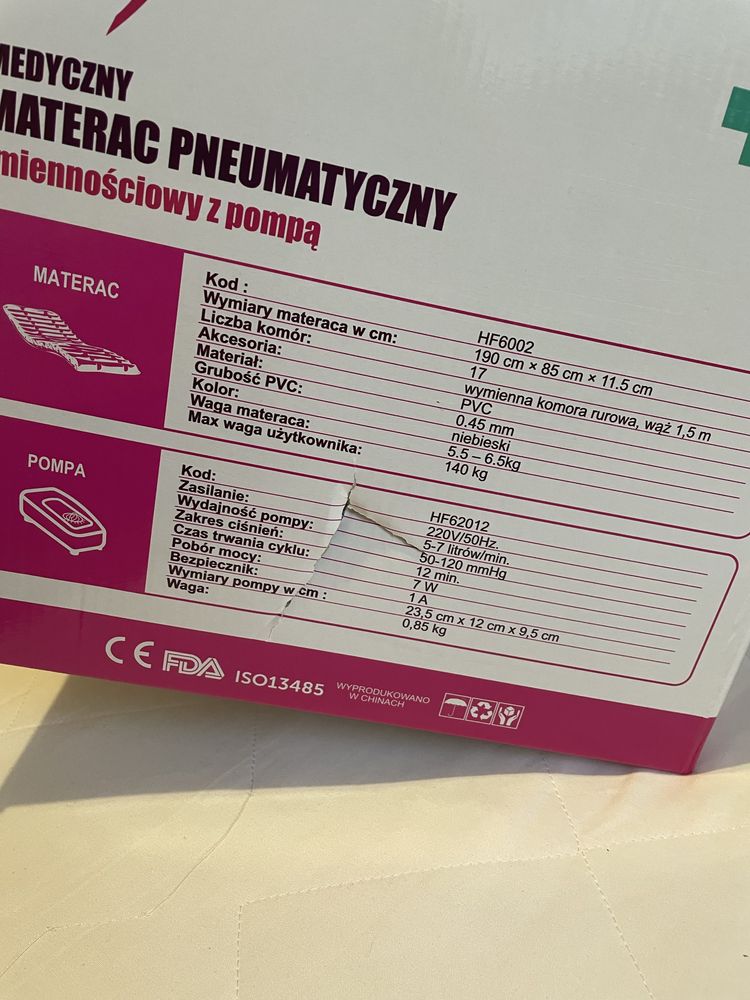 MEDYCZNY
MATERAC PNEUMATYCZNY
miennościowy z pompą
MATERAC
Kod : HF6002
Wymiary materaca w cm: 190 cm × 85 cm × 11.5 cm
Liczba komór: 17
Akcesoria: wymienna komora rurowa, wąż 1,5 m
Materiał: PVC
Grubość PVC: 0.45 mm
Kolor: niebieski
Waga materaca: 5.5 – 6.5kg
Max waga użytkownika: 140 kg
POMPA
Kod: HF62012
Zasilanie: 220V/50Hz.
Wydajność pompy: 5-7 litrów/min.
Zakres ciśnień: 50-120 mmHg
Czas trwania cyklu: 12 min.
Pobór mocy: 7 W
Bezpiecznik: 1 A
Wymiary pompy w cm : 23,5 cm x 12 cm x 9,5 cm
Waga: 0,85 kg
CE FDA ISO13485 WYPRODUKOWANO
W CHINACH